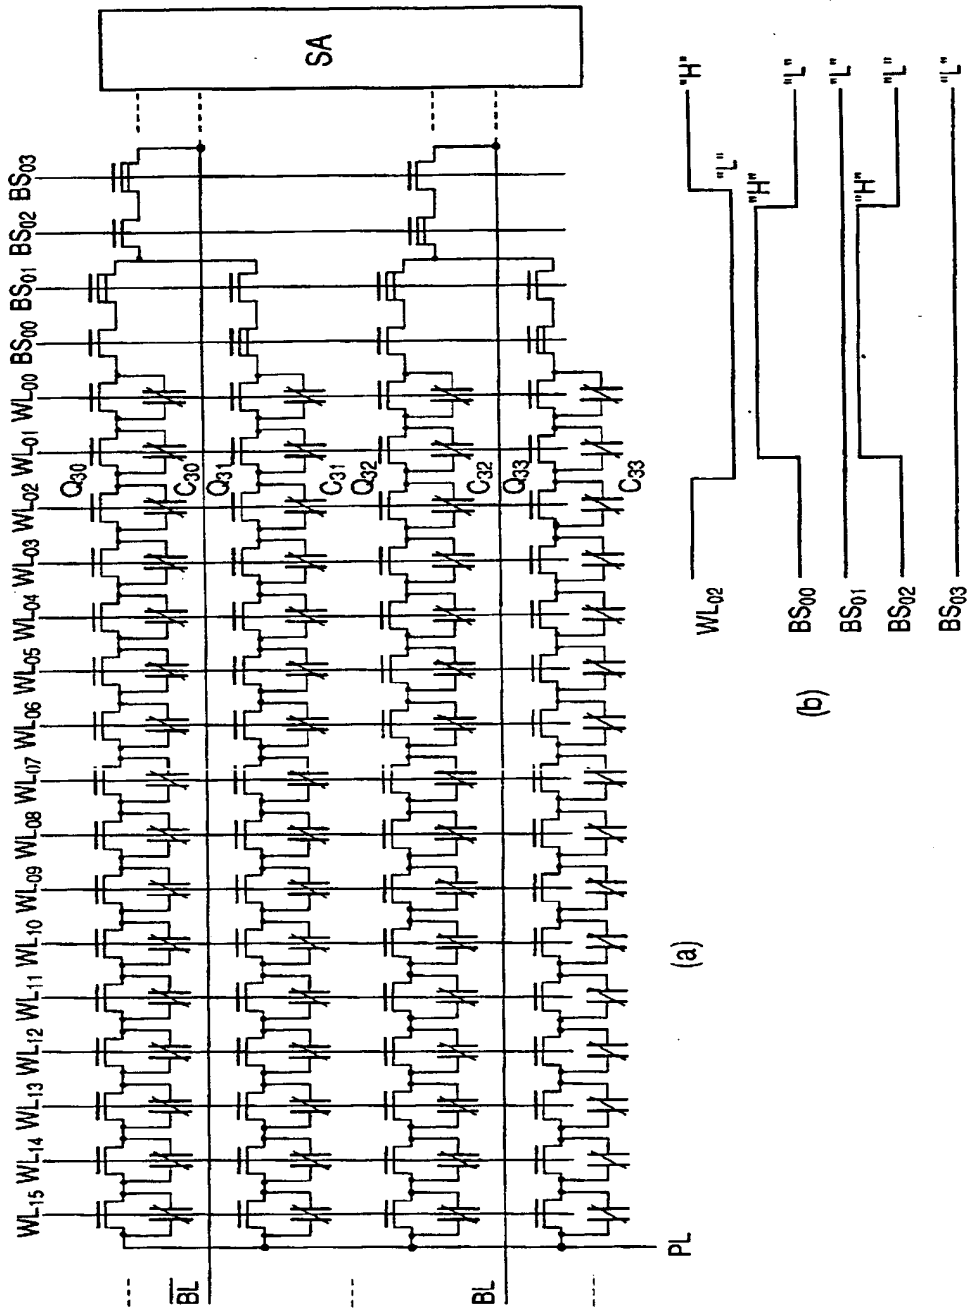 WL15 WL14 WL13 WL12 WL11 WL10 WL09 WL08 WL07 WL06 WL05 WL04 WL03 WL02 WL01 WL00 BS00 BS01 BS02 BS03
Q30
C30
BL
Q31
C31
Q32
C32
BL
Q33
C33
PL
SA
(a)
WL02 "L" "H"
BS00 "H" "L"
BS01 "L"
BS02 "H" "L"
BS03 "L"
(b)